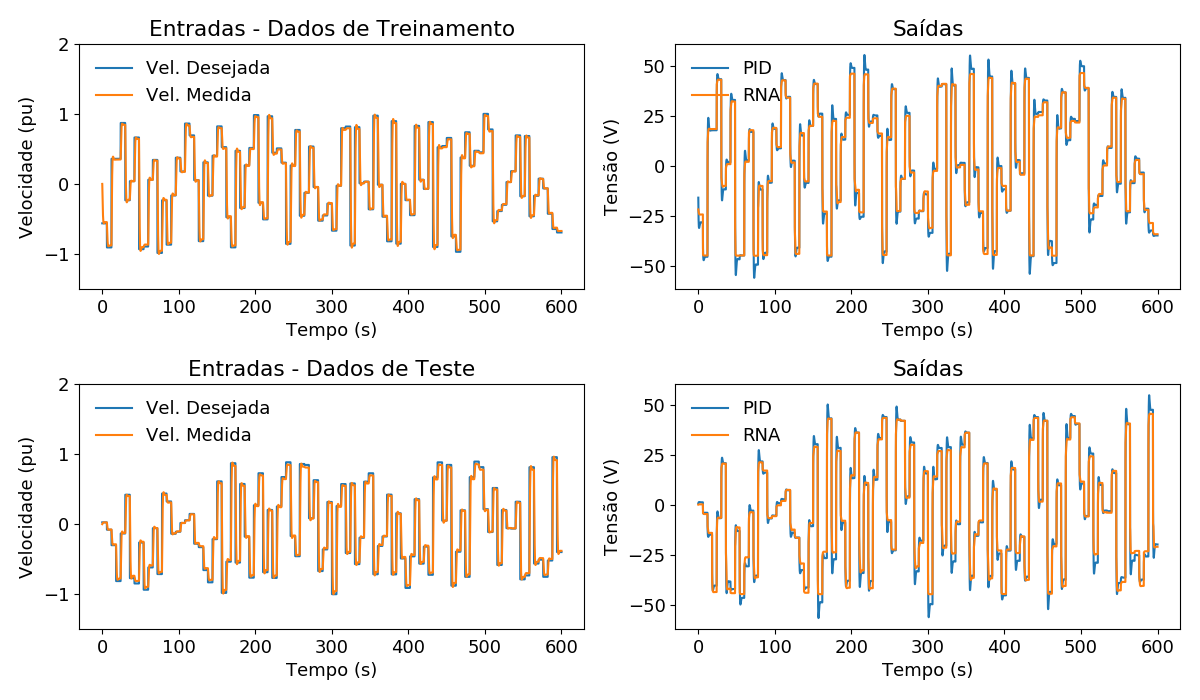 Entradas - Dados de Treinamento
Vel. Desejada
Vel. Medida
Velocidade (pu)
2
1
0
−1
0 100 200 300 400 500 600
Tempo (s)
Saídas
PID
RNA
Tensão (V)
50
25
0
−25
−50
0 100 200 300 400 500 600
Tempo (s)
Entradas - Dados de Teste
Vel. Desejada
Vel. Medida
Velocidade (pu)
2
1
0
−1
0 100 200 300 400 500 600
Tempo (s)
Saídas
PID
RNA
Tensão (V)
50
25
0
−25
−50
0 100 200 300 400 500 600
Tempo (s)